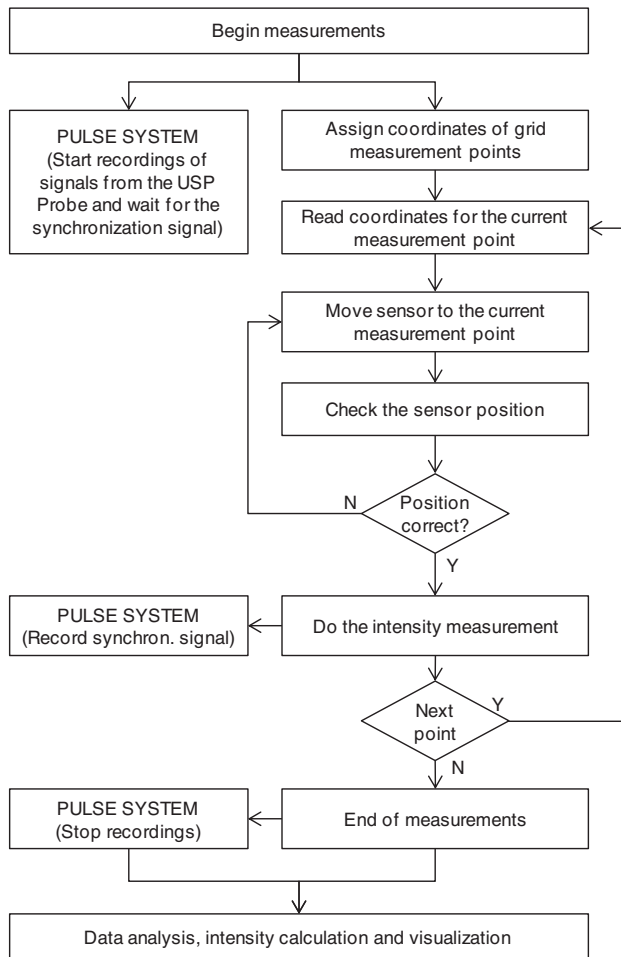 Begin measurements
PULSE SYSTEM
(Start recordings of
signals from the USP
Probe and wait for the
synchronization signal)
Assign coordinates of grid
measurement points
Read coordinates for the current
measurement point
Move sensor to the current
measurement point
Check the sensor position
Position
correct?
N
Y
PULSE SYSTEM
(Record synchron. signal)
Do the intensity measurement
Next
point
Y
N
PULSE SYSTEM
(Stop recordings)
End of measurements
Data analysis, intensity calculation and visualization